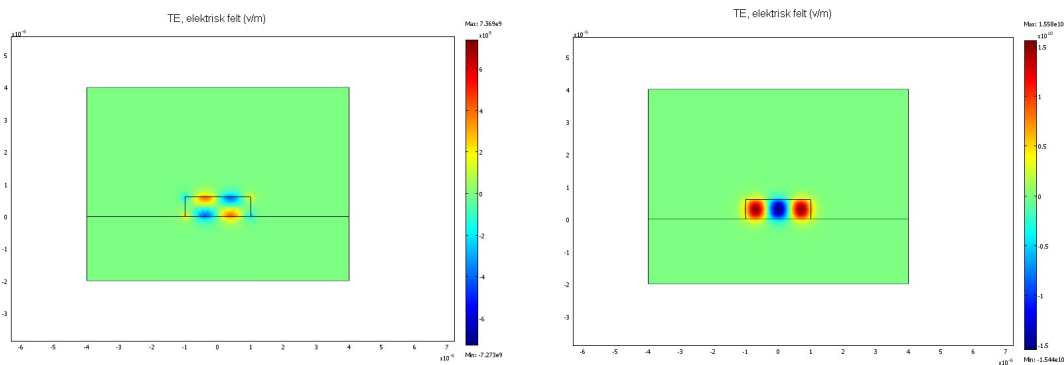 TE, elektrisk felt (v/m)
Max: 7.369e9
x10^-6
x10^9
5
4
3
2
1
0
-1
-2
-3
6
4
2
0
-2
-4
-6
-6 -5 -4 -3 -2 -1 0 1 2 3 4 5 6
x10^-6
Min: -7.273e9
TE, elektrisk felt (v/m)
Max: 1.558e10
x10^-6
x10^10
5
4
3
2
1
0
-1
-2
-3
1.5
1
0.5
0
-0.5
-1
-1.5
-6 -5 -4 -3 -2 -1 0 1 2 3 4 5 6 7
x10^-6
Min: -1.544e10